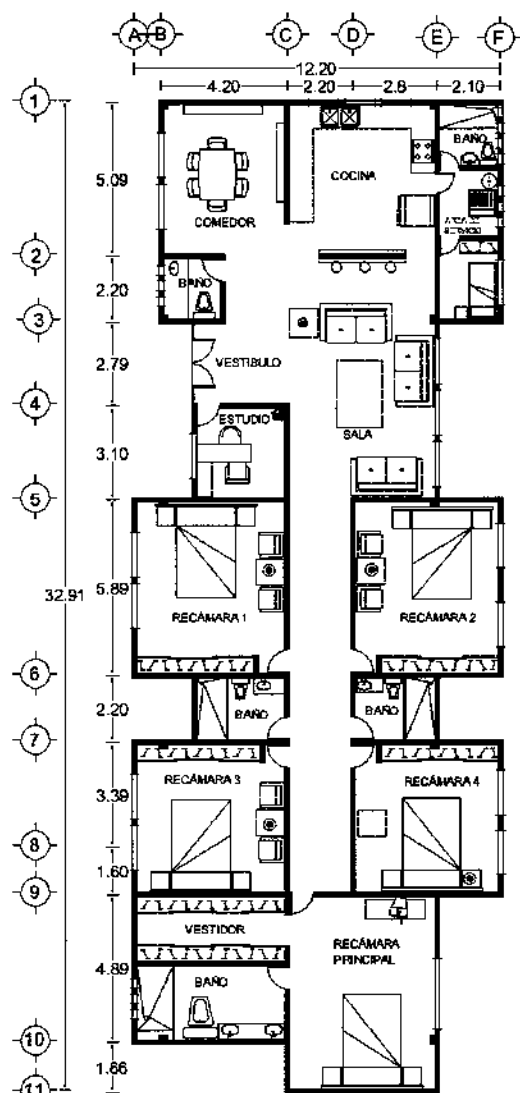 A B C D E F
12.20
4.20 2.20 2.8 2.10
1
5.09
BAÑO
COCINA
COMEDOR
2
2.20
BAÑO
3
2.79
VESTIBULO
4
ESTUDIO
3.10
SALA
5
32.91
5.89
RECÁMARA 1
RECÁMARA 2
6
2.20
BAÑO
BAÑO
7
3.39
RECÁMARA 3
RECÁMARA 4
8
1.60
9
VESTIDOR
4.89
RECÁMARA
PRINCIPAL
BAÑO
10
1.66
11